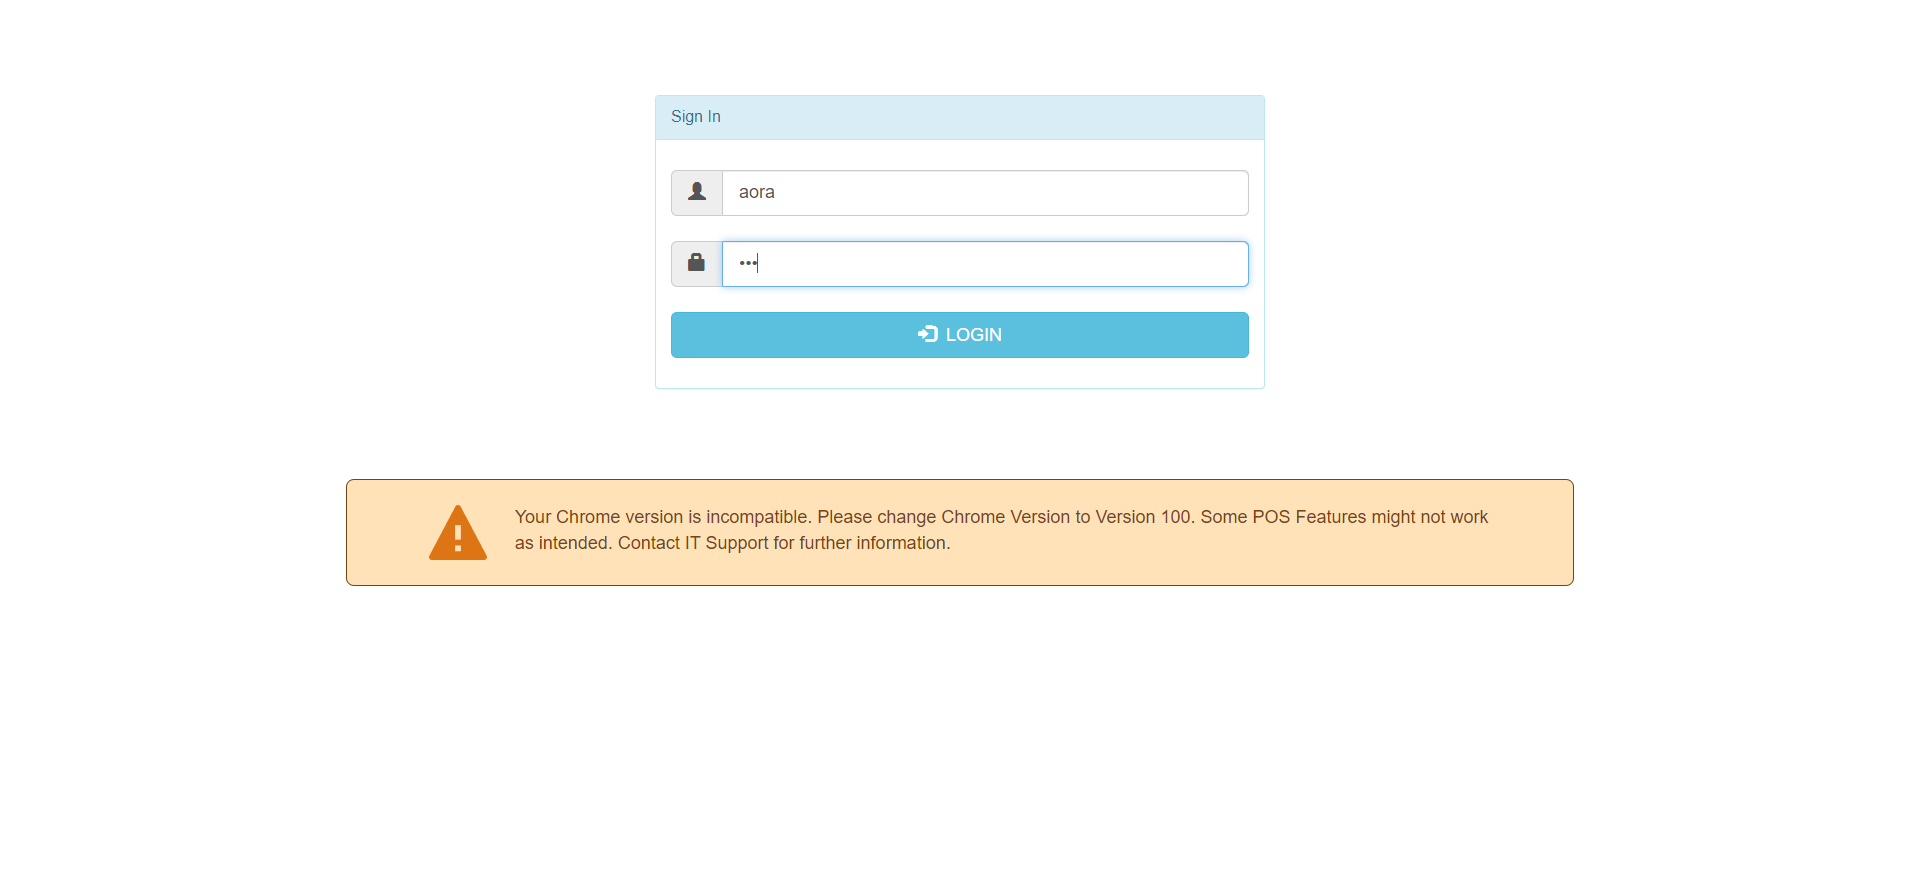 Sign In
aora
•••
LOGIN
Your Chrome version is incompatible. Please change Chrome Version to Version 100. Some POS Features might not work
as intended. Contact IT Support for further information.